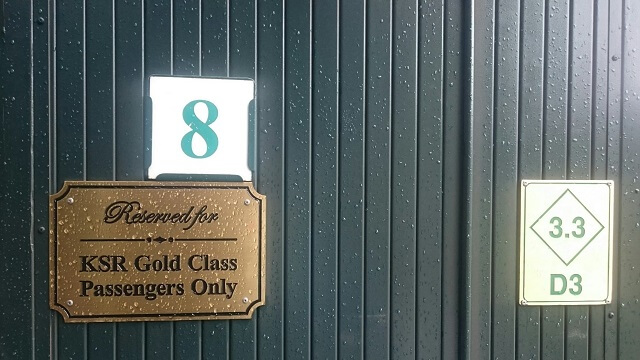 8
Reserved for
KSR Gold Class
Passengers Only
3.3
D3